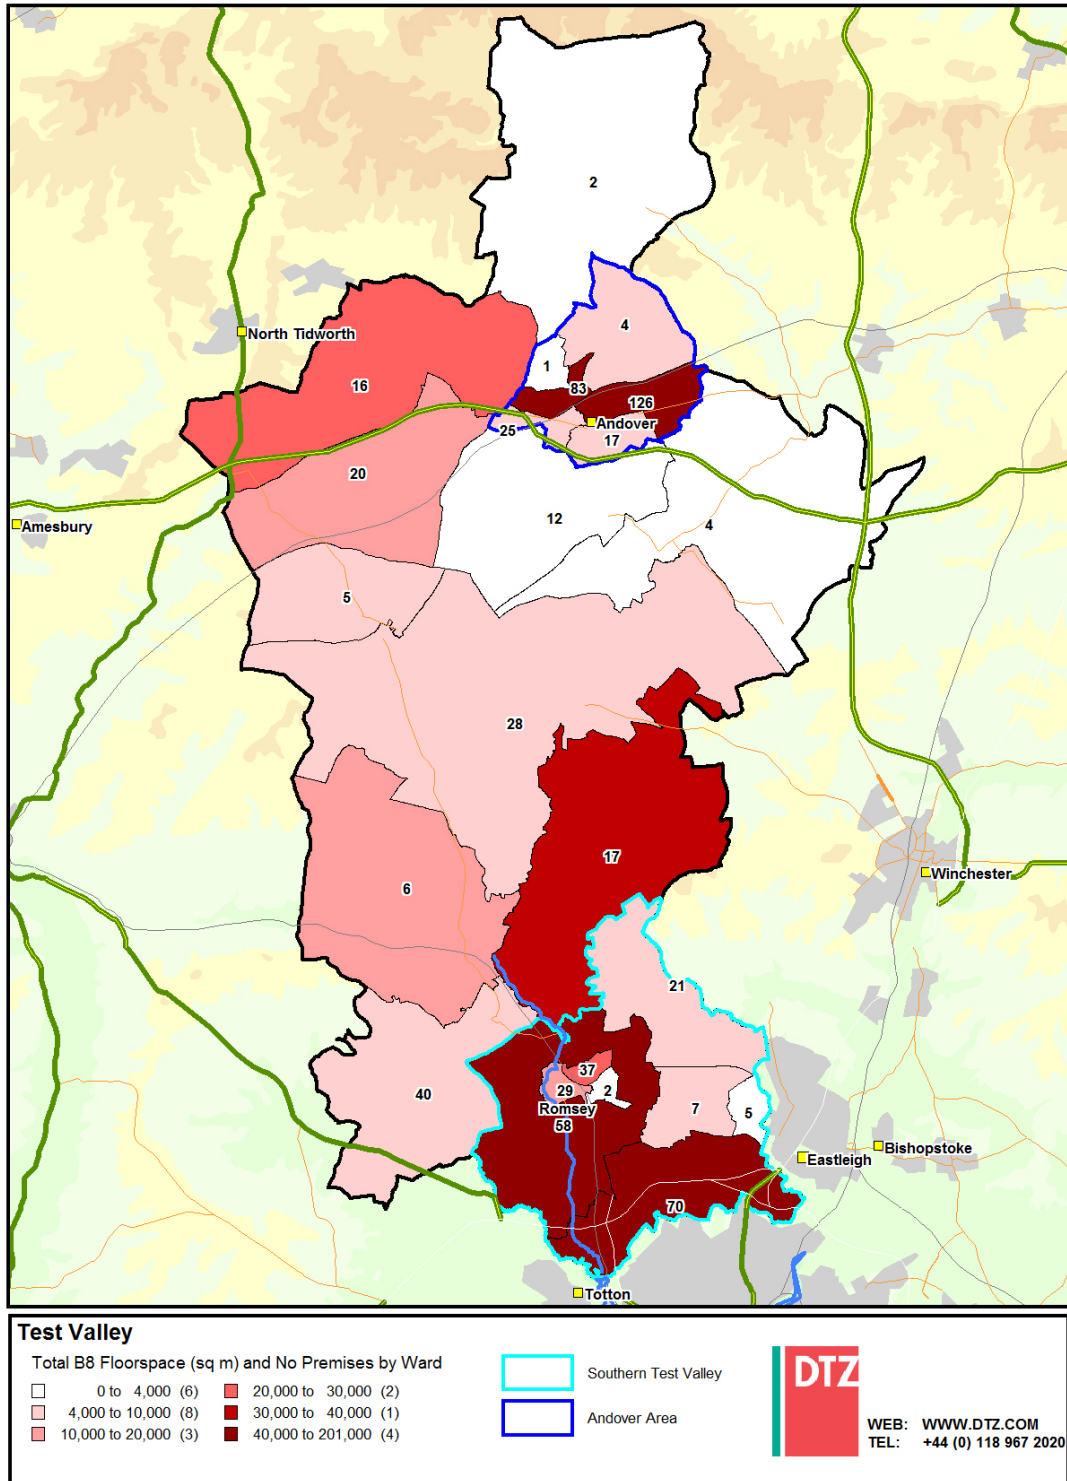 2
North Tidworth
4
1
16
83
126
Andover
25
17
20
12
4
Amesbury
5
28
17
Winchester
6
21
37
29
2
40
7
5
Romsey
58
Bishopstoke
Eastleigh
70
Totton
Test Valley
Total B8 Floorspace (sq m) and No Premises by Ward
0 to 4,000 (6)
4,000 to 10,000 (8)
10,000 to 20,000 (3)
20,000 to 30,000 (2)
30,000 to 40,000 (1)
40,000 to 201,000 (4)
Southern Test Valley
Andover Area
DTZ
WEB: WWW.DTZ.COM
TEL: +44 (0) 118 967 2020